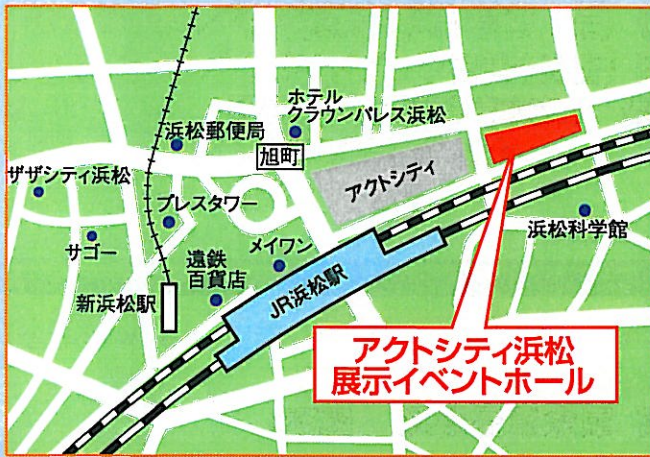 ホテル
クラウンパレス浜松
浜松郵便局
旭町
ザザシティ浜松
アクトシティ
プレスタワー
浜松科学館
サゴー
メイワン
遠鉄
百貨店
新浜松駅
JR浜松駅
アクトシティ浜松
展示イベントホール